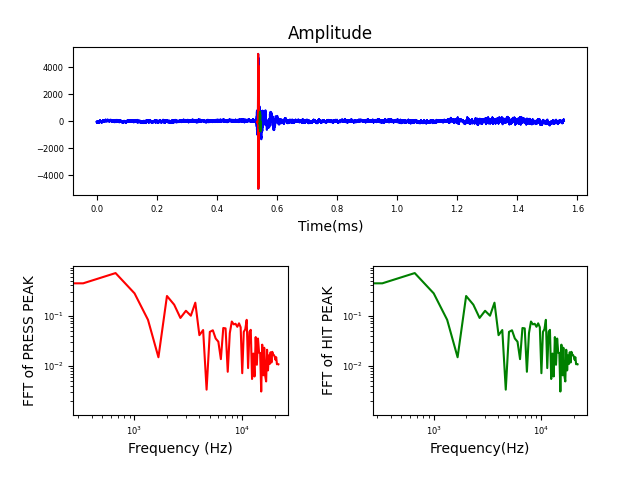 Amplitude
4000
2000
0
−2000
−4000
0.0 0.2 0.4 0.6 0.8 1.0 1.2 1.4 1.6
Time(ms)
FFT of PRESS PEAK
10⁻¹
10⁻²
10³ 10⁴
Frequency (Hz)
FFT of HIT PEAK
10⁻¹
10⁻²
10³ 10⁴
Frequency(Hz)